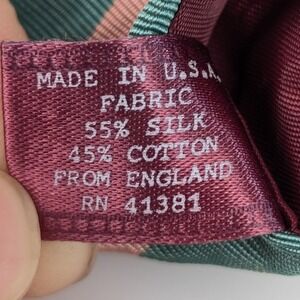 MADE IN U.S.A.
FABRIC
55% SILK
45% COTTON
FROM ENGLAND
RN 41381